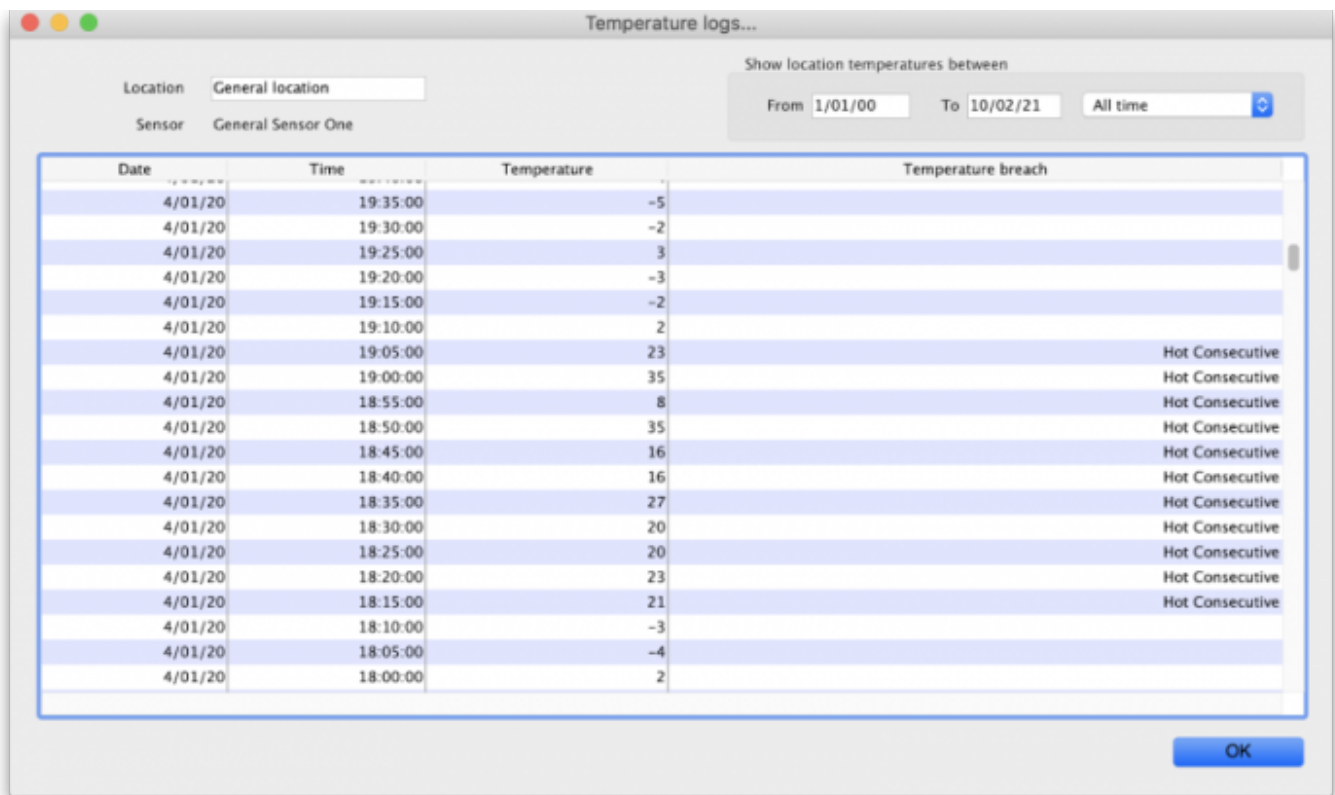 Temperature logs...
Show location temperatures between
Location General location
From 1/01/00 To 10/02/21 All time
Sensor General Sensor One
Date Time Temperature Temperature breach
4/01/20 19:35:00 -5
4/01/20 19:30:00 -2
4/01/20 19:25:00 3
4/01/20 19:20:00 -3
4/01/20 19:15:00 -2
4/01/20 19:10:00 2
4/01/20 19:05:00 23 Hot Consecutive
4/01/20 19:00:00 35 Hot Consecutive
4/01/20 18:55:00 8 Hot Consecutive
4/01/20 18:50:00 35 Hot Consecutive
4/01/20 18:45:00 16 Hot Consecutive
4/01/20 18:40:00 16 Hot Consecutive
4/01/20 18:35:00 27 Hot Consecutive
4/01/20 18:30:00 20 Hot Consecutive
4/01/20 18:25:00 20 Hot Consecutive
4/01/20 18:20:00 23 Hot Consecutive
4/01/20 18:15:00 21 Hot Consecutive
4/01/20 18:10:00 -3
4/01/20 18:05:00 -4
4/01/20 18:00:00 2
OK